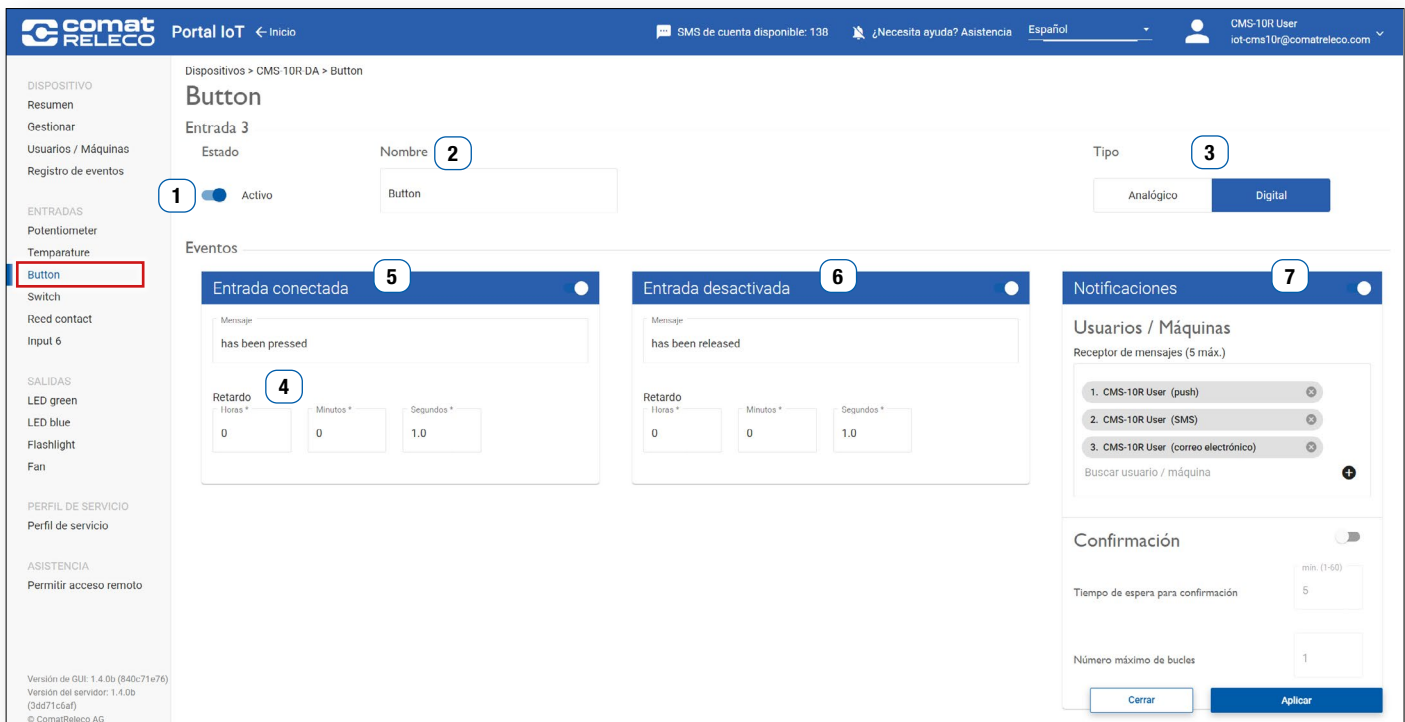 comat RELECO
Portal IoT ← Inicio
SMS de cuenta disponible: 138
¿Necesita ayuda? Asistencia
Español
CMS-10R User
iot-cms10r@comatreleco.com
DISPOSITIVO
Resumen
Gestionar
Usuarios / Máquinas
Registro de eventos
ENTRADAS
Potentiometer
Temparature
Button
Switch
Reed contact
Input 6
SALIDAS
LED green
LED blue
Flashlight
Fan
PERFIL DE SERVICIO
Perfil de servicio
ASISTENCIA
Permitir acceso remoto
Versión de GUI: 1.4.0b (840c71e76)
Versión del servidor: 1.4.0b
(3dd71c6af)
© ComatReleco AG
Dispositivos > CMS-10R-DA > Button
Button
Entrada 3
Estado
1
Activo
Nombre
2
Button
Tipo
3
Analógico
Digital
Eventos
Entrada conectada
5
Mensaje
has been pressed
Retardo
4
Horas *
0
Minutos *
0
Segundos *
1.0
Entrada desactivada
6
Mensaje
has been released
Retardo
Horas *
0
Minutos *
0
Segundos *
1.0
Notificaciones
7
Usuarios / Máquinas
Receptor de mensajes (5 máx.)
1. CMS-10R User (push)
2. CMS-10R User (SMS)
3. CMS-10R User (correo electrónico)
Buscar usuario / máquina
Confirmación
Tiempo de espera para confirmación
mín. (1-60)
5
Número máximo de bucles
1
Cerrar
Aplicar